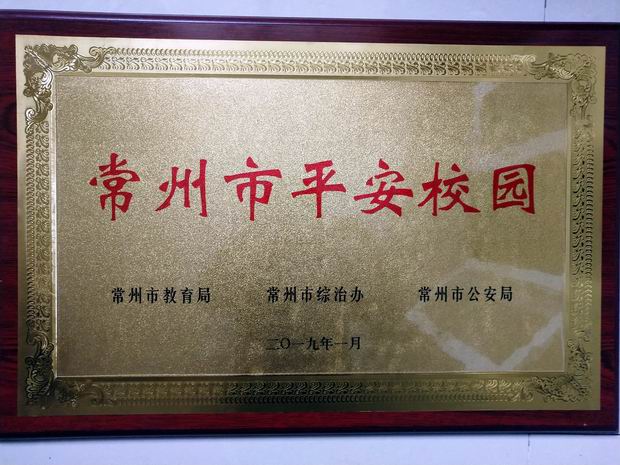 常州市平安校园
常州市教育局 常州市综治办 常州市公安局
二〇一九年一月